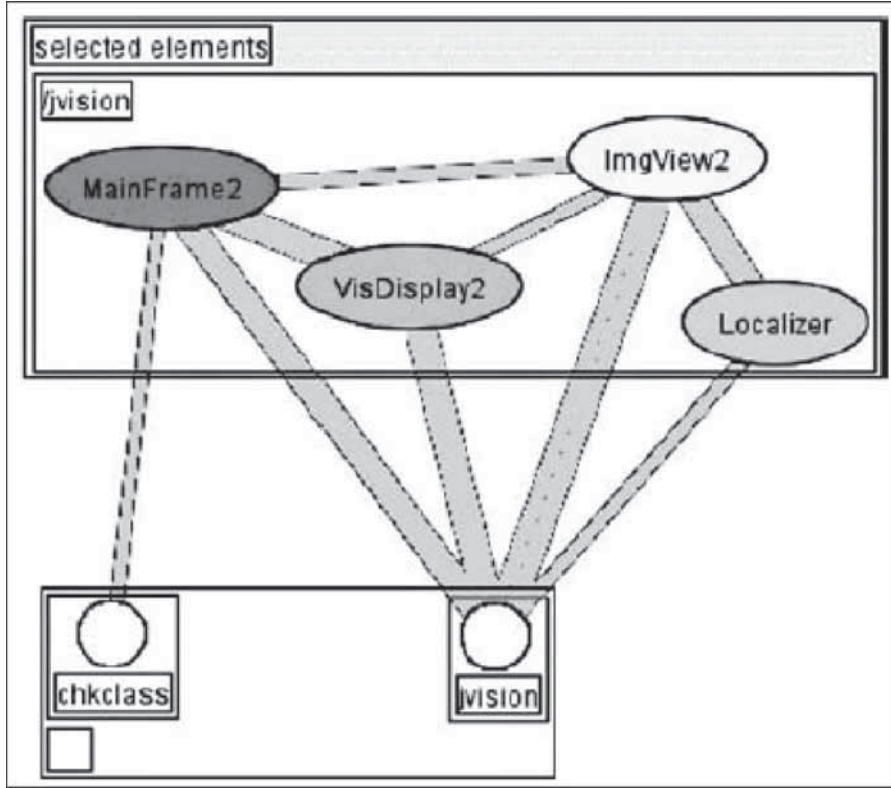 selected elements
/jvision
ImgView2
MainFrame2
VisDisplay2
Localizer
chkclass
jvision